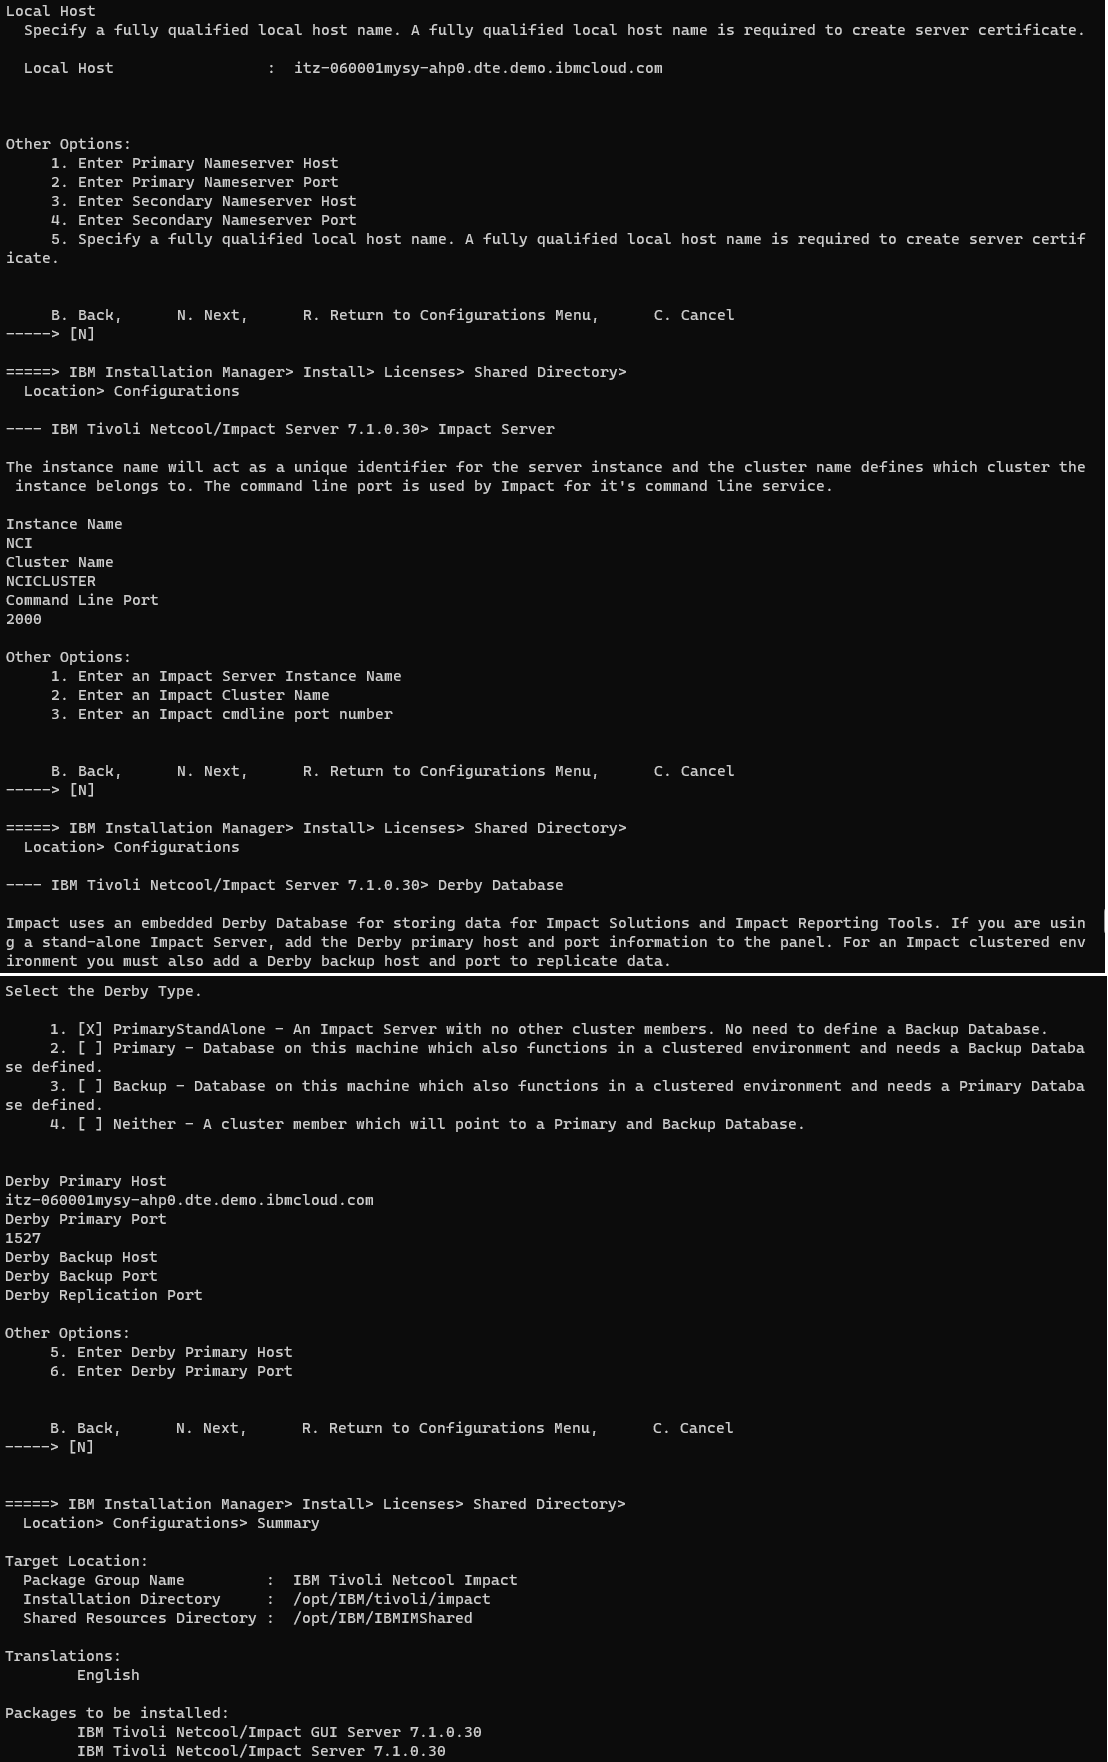 Local Host
  Specify a fully qualified local host name. A fully qualified local host name is required to create server certificate.
  Local Host                 :  itz-060001mysy-ahp0.dte.demo.ibmcloud.com
Other Options:
     1. Enter Primary Nameserver Host
     2. Enter Primary Nameserver Port
     3. Enter Secondary Nameserver Host
     4. Enter Secondary Nameserver Port
     5. Specify a fully qualified local host name. A fully qualified local host name is required to create server certif
icate.
     B. Back,      N. Next,      R. Return to Configurations Menu,      C. Cancel
-----> [N]
=====> IBM Installation Manager> Install> Licenses> Shared Directory>
  Location> Configurations
---- IBM Tivoli Netcool/Impact Server 7.1.0.30> Impact Server
The instance name will act as a unique identifier for the server instance and the cluster name defines which cluster the
 instance belongs to. The command line port is used by Impact for it's command line service.
Instance Name
NCI
Cluster Name
NCICLUSTER
Command Line Port
2000
Other Options:
     1. Enter an Impact Server Instance Name
     2. Enter an Impact Cluster Name
     3. Enter an Impact cmdline port number
     B. Back,      N. Next,      R. Return to Configurations Menu,      C. Cancel
-----> [N]
=====> IBM Installation Manager> Install> Licenses> Shared Directory>
  Location> Configurations
---- IBM Tivoli Netcool/Impact Server 7.1.0.30> Derby Database
Impact uses an embedded Derby Database for storing data for Impact Solutions and Impact Reporting Tools. If you are usin
g a stand-alone Impact Server, add the Derby primary host and port information to the panel. For an Impact clustered env
ironment you must also add a Derby backup host and port to replicate data.
Select the Derby Type.
     1. [X] PrimaryStandAlone - An Impact Server with no other cluster members. No need to define a Backup Database.
     2. [ ] Primary - Database on this machine which also functions in a clustered environment and needs a Backup Databa
se defined.
     3. [ ] Backup - Database on this machine which also functions in a clustered environment and needs a Primary Databa
se defined.
     4. [ ] Neither - A cluster member which will point to a Primary and Backup Database.
Derby Primary Host
itz-060001mysy-ahp0.dte.demo.ibmcloud.com
Derby Primary Port
1527
Derby Backup Host
Derby Backup Port
Derby Replication Port
Other Options:
     5. Enter Derby Primary Host
     6. Enter Derby Primary Port
     B. Back,      N. Next,      R. Return to Configurations Menu,      C. Cancel
-----> [N]
=====> IBM Installation Manager> Install> Licenses> Shared Directory>
  Location> Configurations> Summary
Target Location:
  Package Group Name         :  IBM Tivoli Netcool Impact
  Installation Directory     :  /opt/IBM/tivoli/impact
  Shared Resources Directory :  /opt/IBM/IBMIMShared
Translations:
        English
Packages to be installed:
        IBM Tivoli Netcool/Impact GUI Server 7.1.0.30
        IBM Tivoli Netcool/Impact Server 7.1.0.30